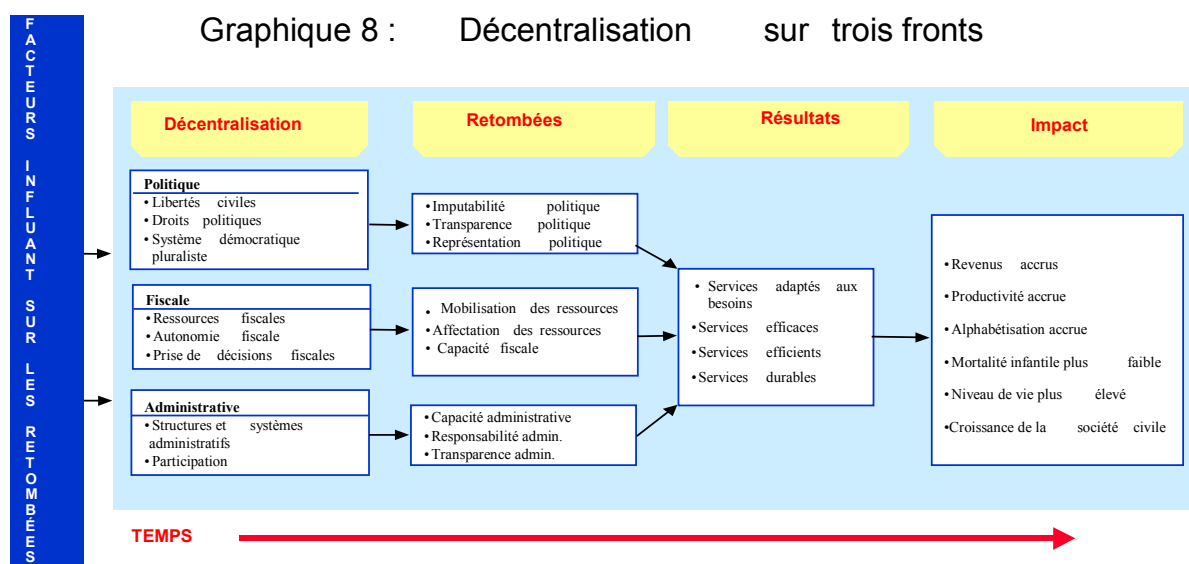 Graphique 8 : Décentralisation sur trois fronts
FACTEURS INFLUANT SUR LES RETOMBÉES
Décentralisation
Retombées
Résultats
Impact
Politique
• Libertés civiles
• Droits politiques
• Système démocratique
pluraliste
Fiscale
• Ressources fiscales
• Autonomie fiscale
• Prise de décisions fiscales
Administrative
• Structures et systèmes
administratifs
• Participation
• Imputabilité politique
• Transparence politique
• Représentation politique
• Mobilisation des ressources
• Affectation des ressources
• Capacité fiscale
• Capacité administrative
• Responsabilité admin.
• Transparence admin.
• Services adaptés aux
besoins
• Services efficaces
• Services efficients
• Services durables
• Revenus accrus
• Productivité accrue
• Alphabétisation accrue
• Mortalité infantile plus faible
• Niveau de vie plus élevé
• Croissance de la société civile
TEMPS